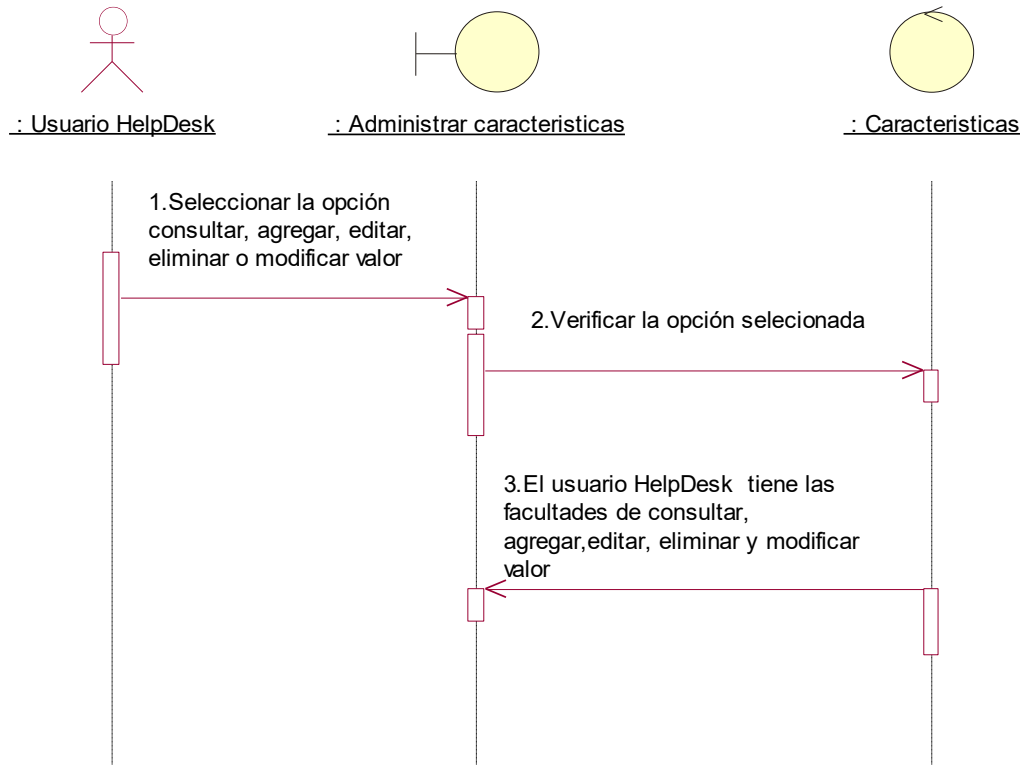 : Usuario HelpDesk
: Administrar caracteristicas
: Caracteristicas
1.Seleccionar la opción
consultar, agregar, editar,
eliminar o modificar valor
2.Verificar la opción selecionada
3.El usuario HelpDesk  tiene las
facultades de consultar,
agregar,editar, eliminar y modificar
valor